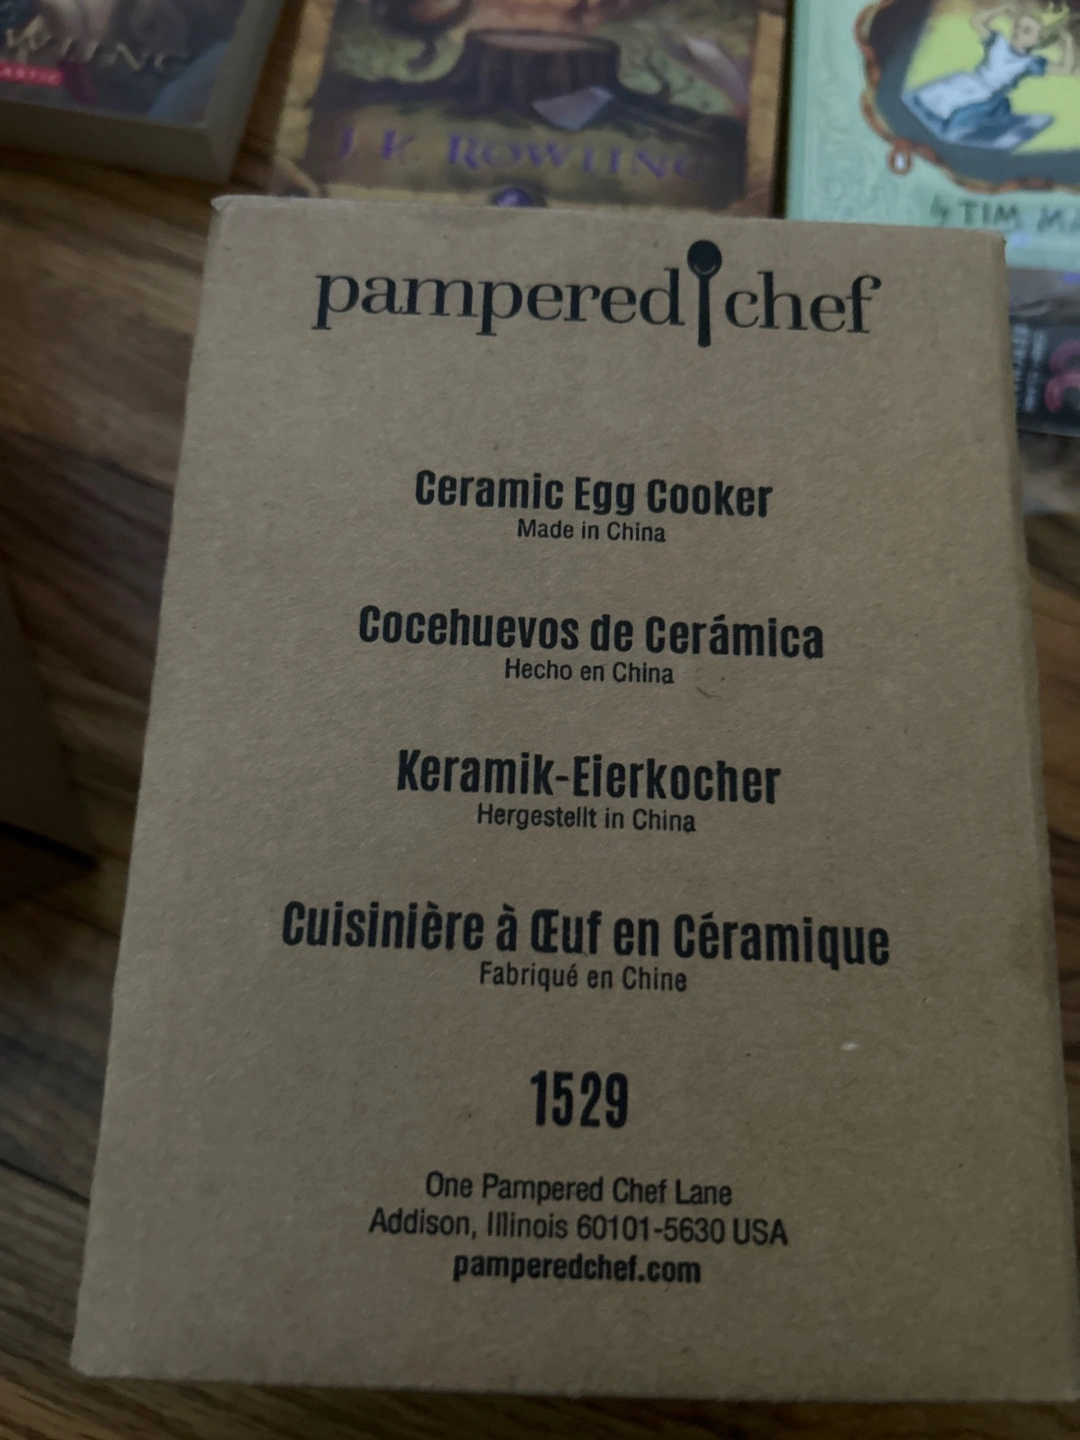 J. K. ROWLING
by TIM
pampered chef
Ceramic Egg Cooker
Made in China
Cocehuevos de Cerámica
Hecho en China
Keramik-Eierkocher
Hergestellt in China
Cuisinière à Œuf en Céramique
Fabriqué en Chine
1529
One Pampered Chef Lane
Addison, Illinois 60101-5630 USA
pamperedchef.com